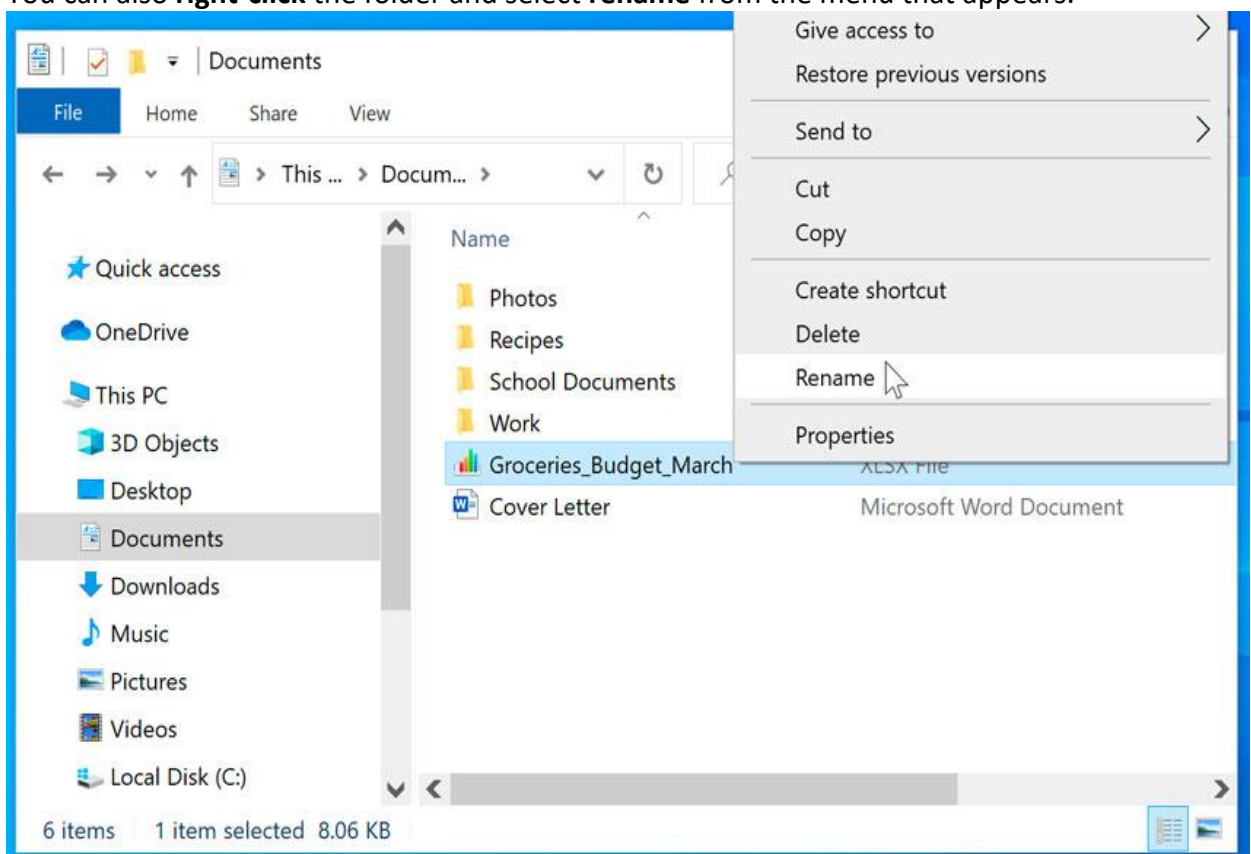 You can also right-click the folder and select rename from the menu that appears.
Documents
File Home Share View
This ... > Docum... >
Quick access
OneDrive
This PC
3D Objects
Desktop
Documents
Downloads
Music
Pictures
Videos
Local Disk (C:)
Name
Photos
Recipes
School Documents
Work
Groceries_Budget_March XLSX File
Cover Letter Microsoft Word Document
Give access to
Restore previous versions
Send to
Cut
Copy
Create shortcut
Delete
Rename
Properties
6 items 1 item selected 8.06 KB